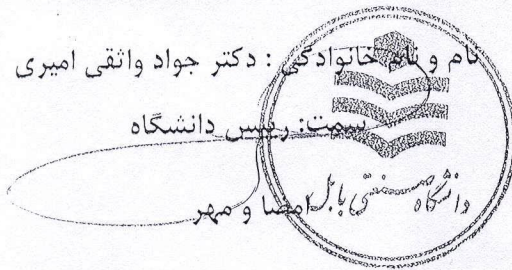 نام و نام خانوادگی : دکتر جواد واثقی امیری
سمت: رییس دانشگاه
امضا و مهر
دانشگاه صنعتی بابل